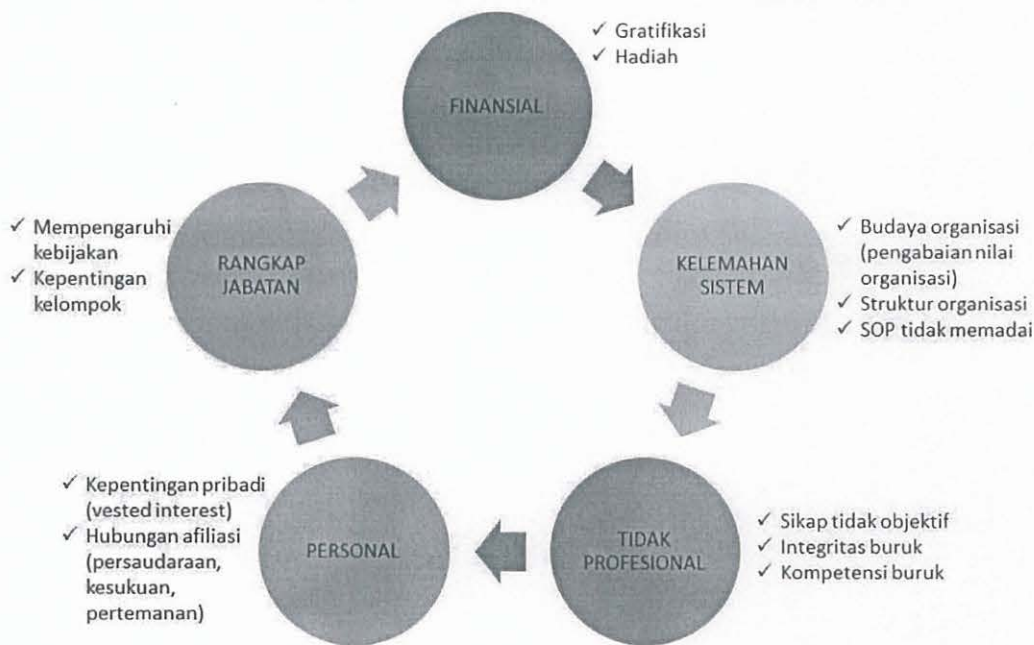 FINANSIAL
✓ Gratifikasi
✓ Hadiah
KELEMAHAN
SISTEM
✓ Budaya organisasi
(pengabaian nilai
organisasi)
✓ Struktur organisasi
✓ SOP tidak memadai
TIDAK
PROFESIONAL
✓ Sikap tidak objektif
✓ Integritas buruk
✓ Kompetensi buruk
PERSONAL
✓ Kepentingan pribadi
(vested interest)
✓ Hubungan afiliasi
(persaudaraan,
kesukuan,
pertemanan)
RANGKAP
JABATAN
✓ Mempengaruhi
kebijakan
✓ Kepentingan
kelompok